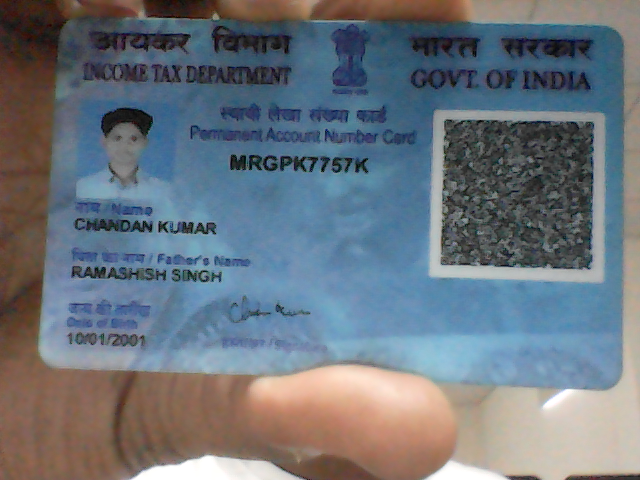 आयकर विभाग
INCOME TAX DEPARTMENT
भारत सरकार
GOVT. OF INDIA
स्थायी लेखा संख्या कार्ड
Permanent Account Number Card
MRGPK7757K
नाम / Name
CHANDAN KUMAR
पिता का नाम / Father's Name
RAMASHISH SINGH
जन्म की तारीख
Date of Birth
10/01/2001
हस्ताक्षर / Signature